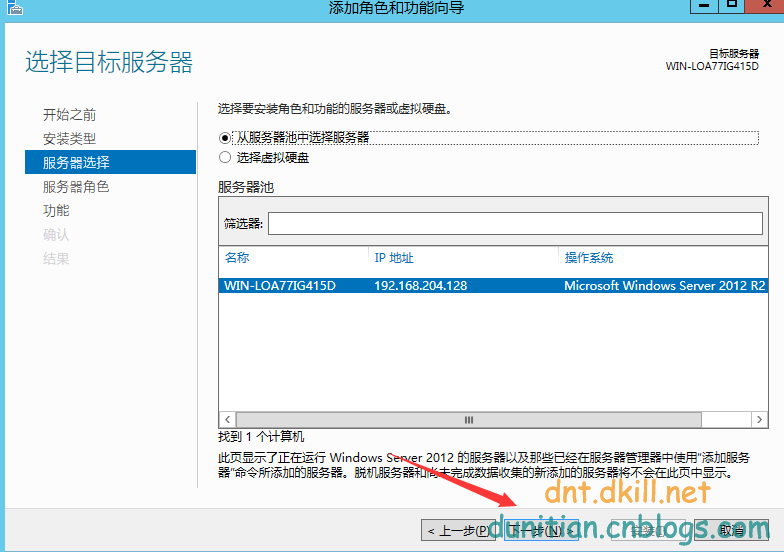 添加角色和功能向导
选择目标服务器
目标服务器
WIN-LOA77IG415D
开始之前
安装类型
服务器选择
服务器角色
功能
确认
结果
选择要安装角色和功能的服务器或虚拟硬盘。
从服务器池中选择服务器
选择虚拟硬盘
服务器池
筛选器:
名称 IP 地址 操作系统
WIN-LOA77IG415D 192.168.204.128 Microsoft Windows Server 2012 R2
找到 1 个计算机
此页显示了正在运行 Windows Server 2012 的服务器以及那些已经在服务器管理器中使用"添加服务
器"命令所添加的服务器。脱机服务器和尚未完成数据收集的新添加的服务器将不会在此页中显示。
dnt.dkill.net
< 上一步(P) 下一步(N) > 取消
dunitian.cnblogs.com